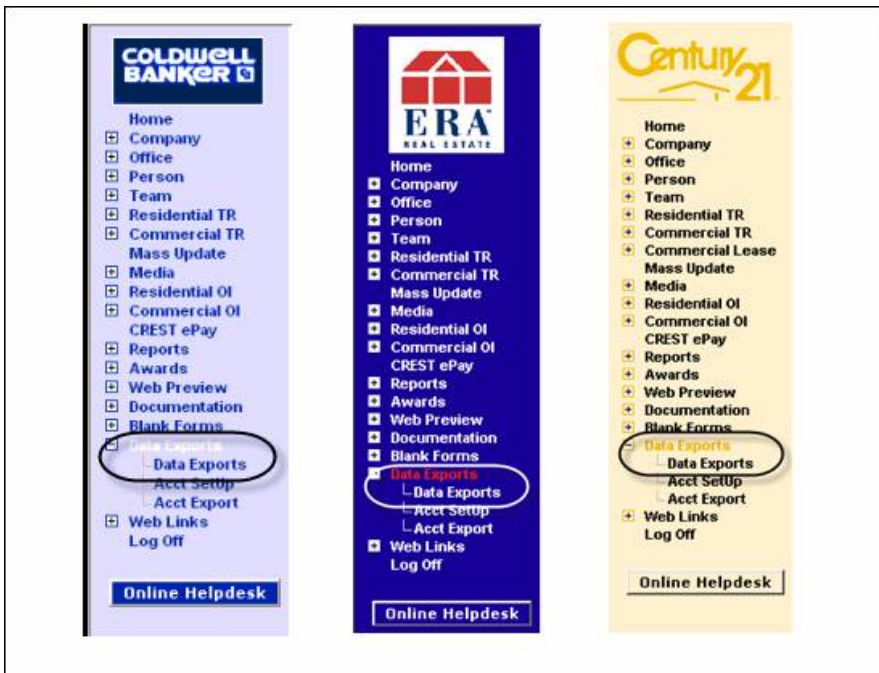 COLDWELL
BANKER
Home
Company
Office
Person
Team
Residential TR
Commercial TR
Mass Update
Media
Residential OI
Commercial OI
CREST ePay
Reports
Awards
Web Preview
Documentation
Blank Forms
Data Exports
Data Exports
Acct SetUp
Acct Export
Web Links
Log Off
Online Helpdesk
ERA
REAL ESTATE
Home
Company
Office
Person
Team
Residential TR
Commercial TR
Mass Update
Media
Residential OI
Commercial OI
CREST ePay
Reports
Awards
Web Preview
Documentation
Blank Forms
Data Exports
Data Exports
Acct SetUp
Acct Export
Web Links
Log Off
Online Helpdesk
Century
21
Home
Company
Office
Person
Team
Residential TR
Commercial TR
Commercial Lease
Mass Update
Media
Residential OI
Commercial OI
CREST ePay
Reports
Awards
Web Preview
Documentation
Blank Forms
Data Exports
Data Exports
Acct SetUp
Acct Export
Web Links
Log Off
Online Helpdesk